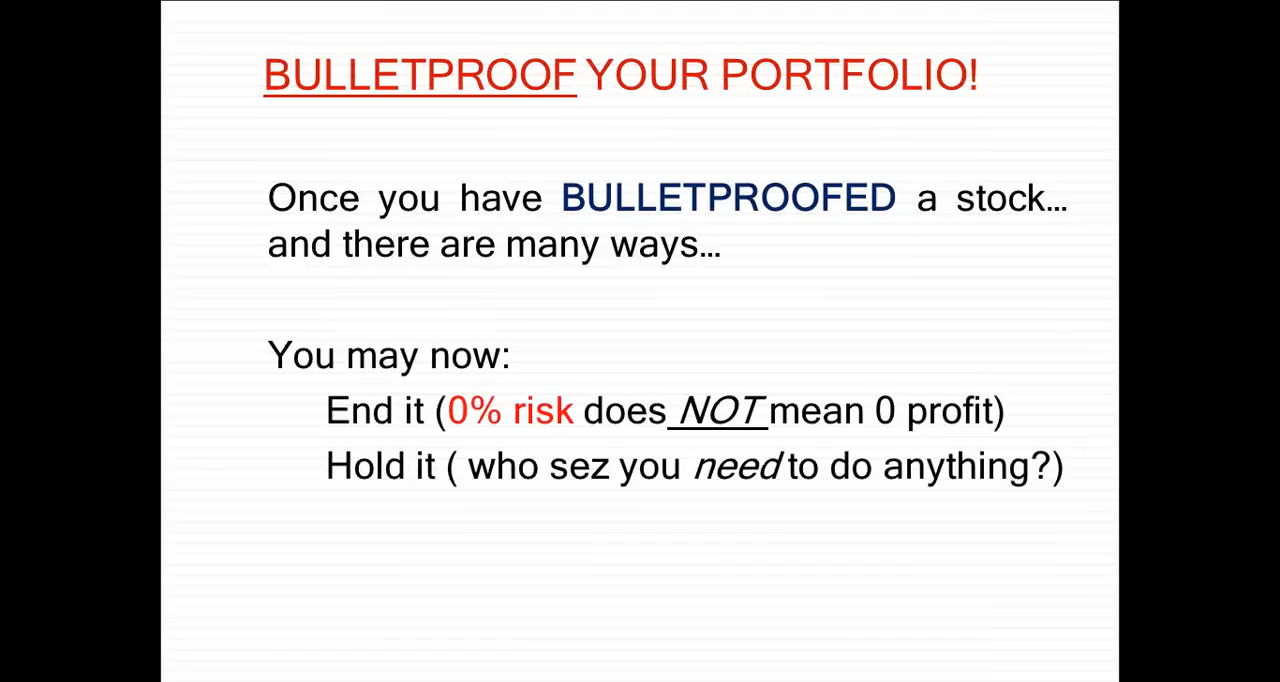 BULLETPROOF YOUR PORTFOLIO!
Once you have BULLETPROOFED a stock…
and there are many ways…
You may now:
End it (0% risk does NOT mean 0 profit)
Hold it ( who sez you need to do anything?)